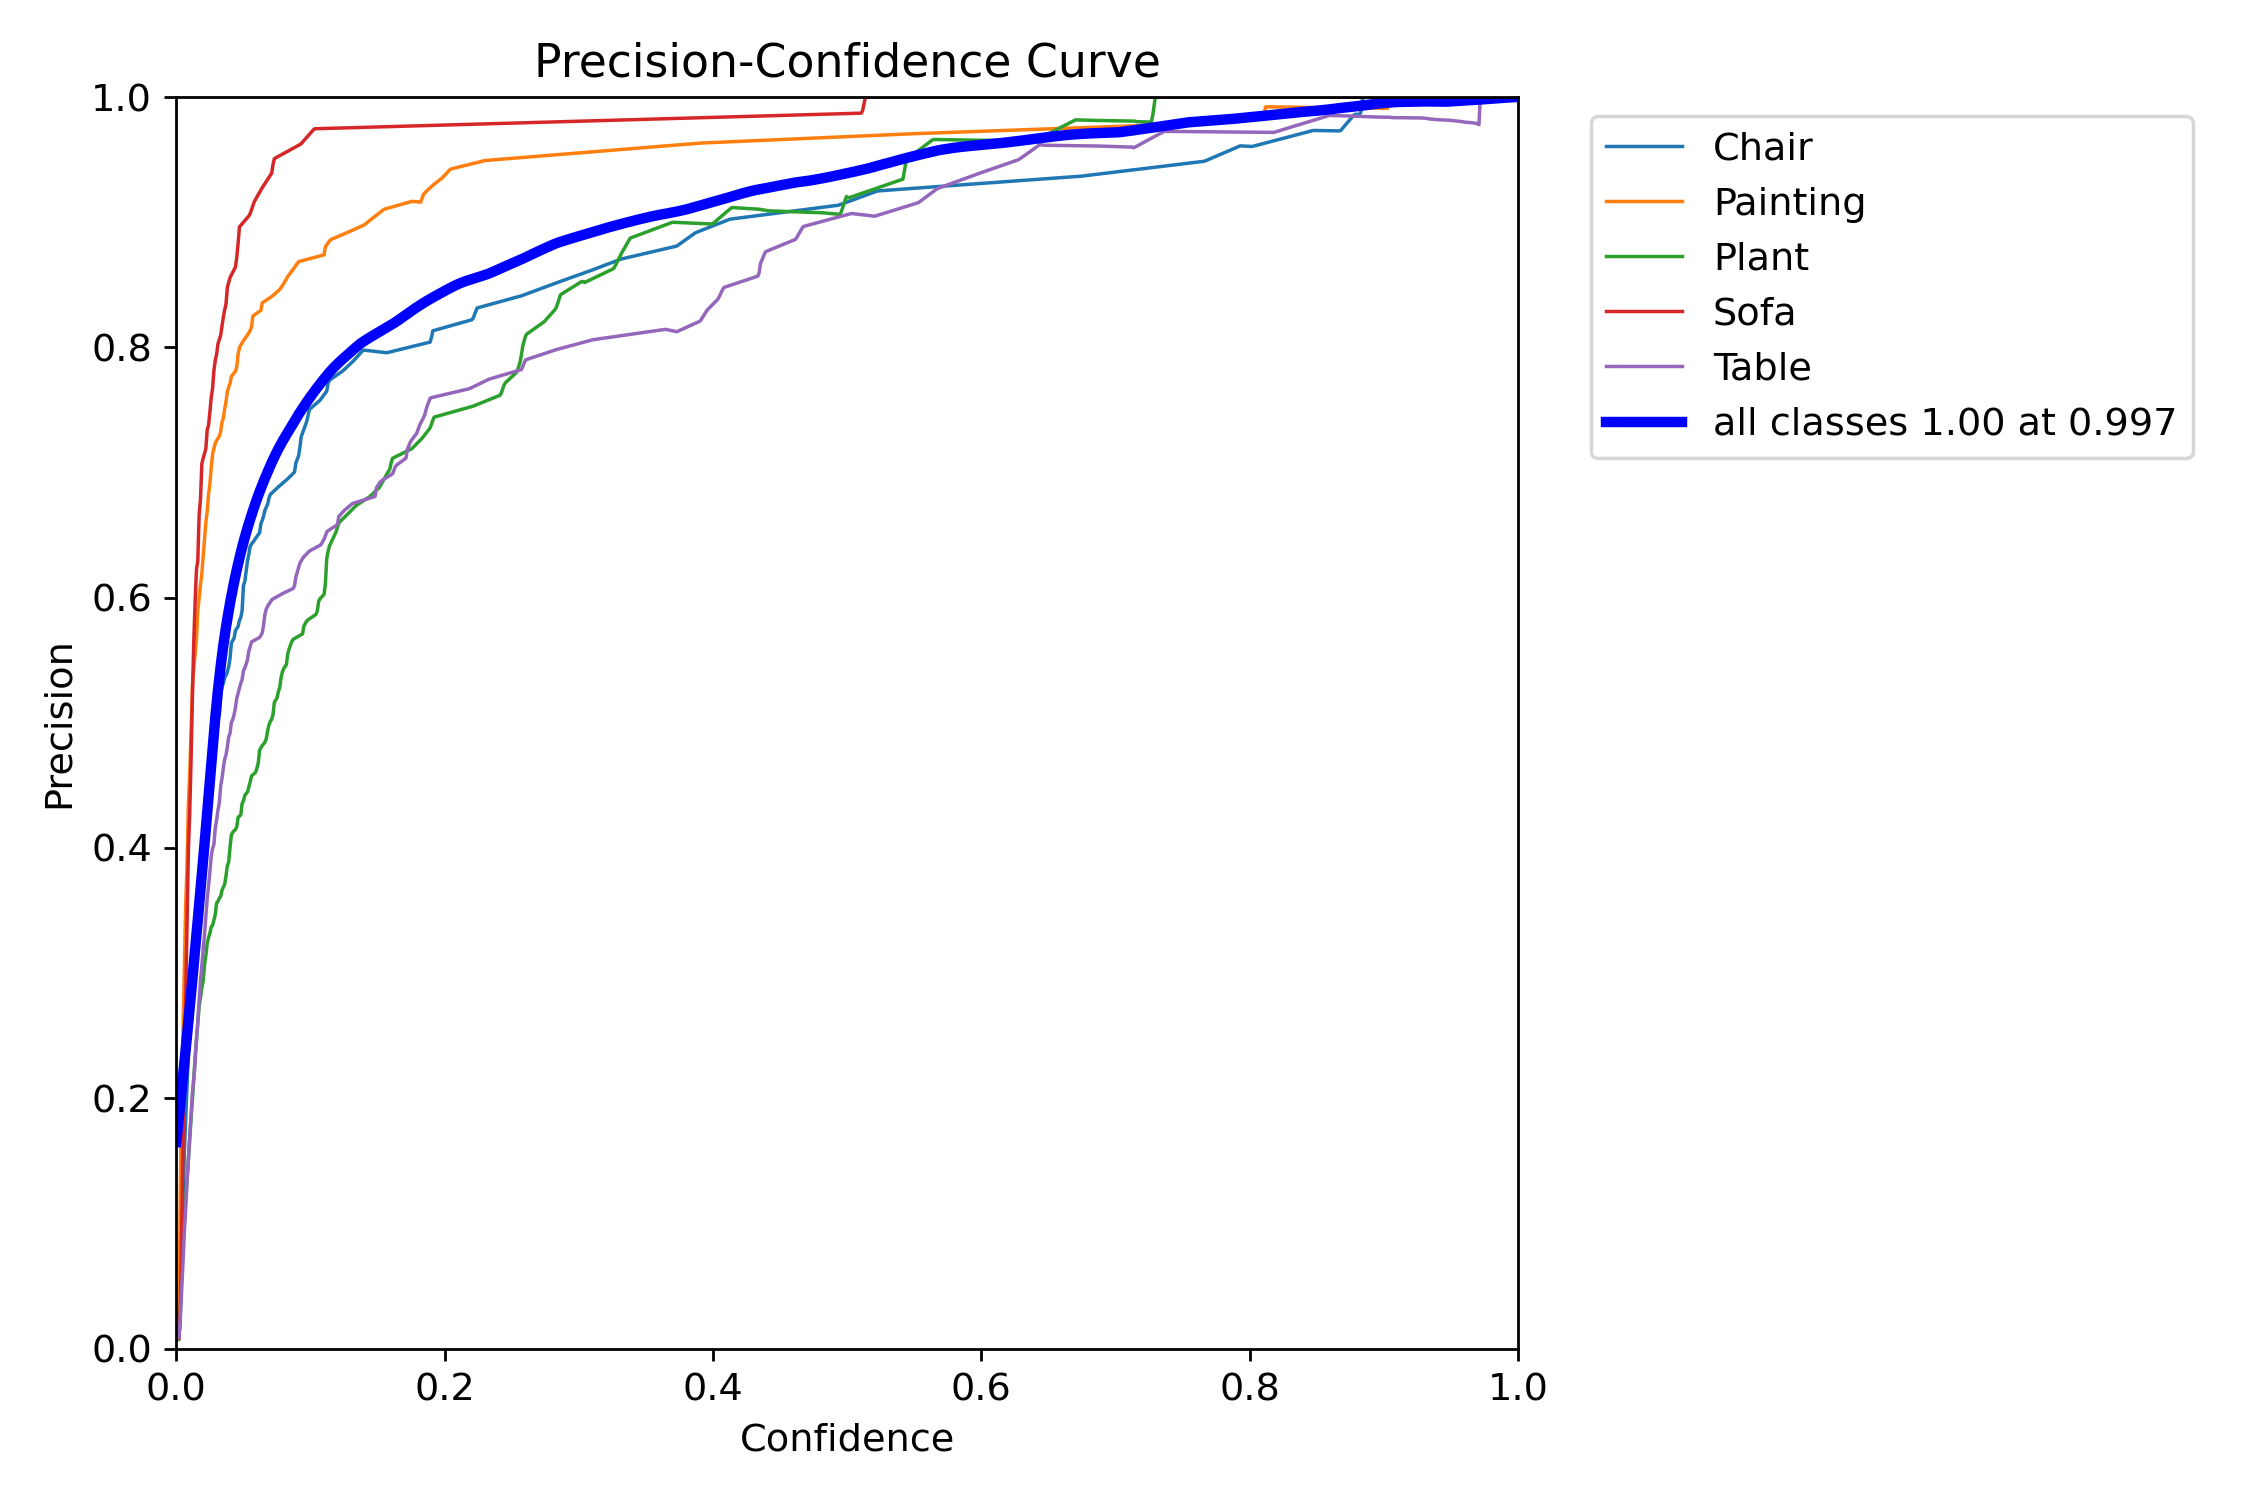 Precision-Confidence Curve
1.0
0.8
0.6
0.4
0.2
0.0
Precision
0.0 0.2 0.4 0.6 0.8 1.0
Confidence
Chair
Painting
Plant
Sofa
Table
all classes 1.00 at 0.997